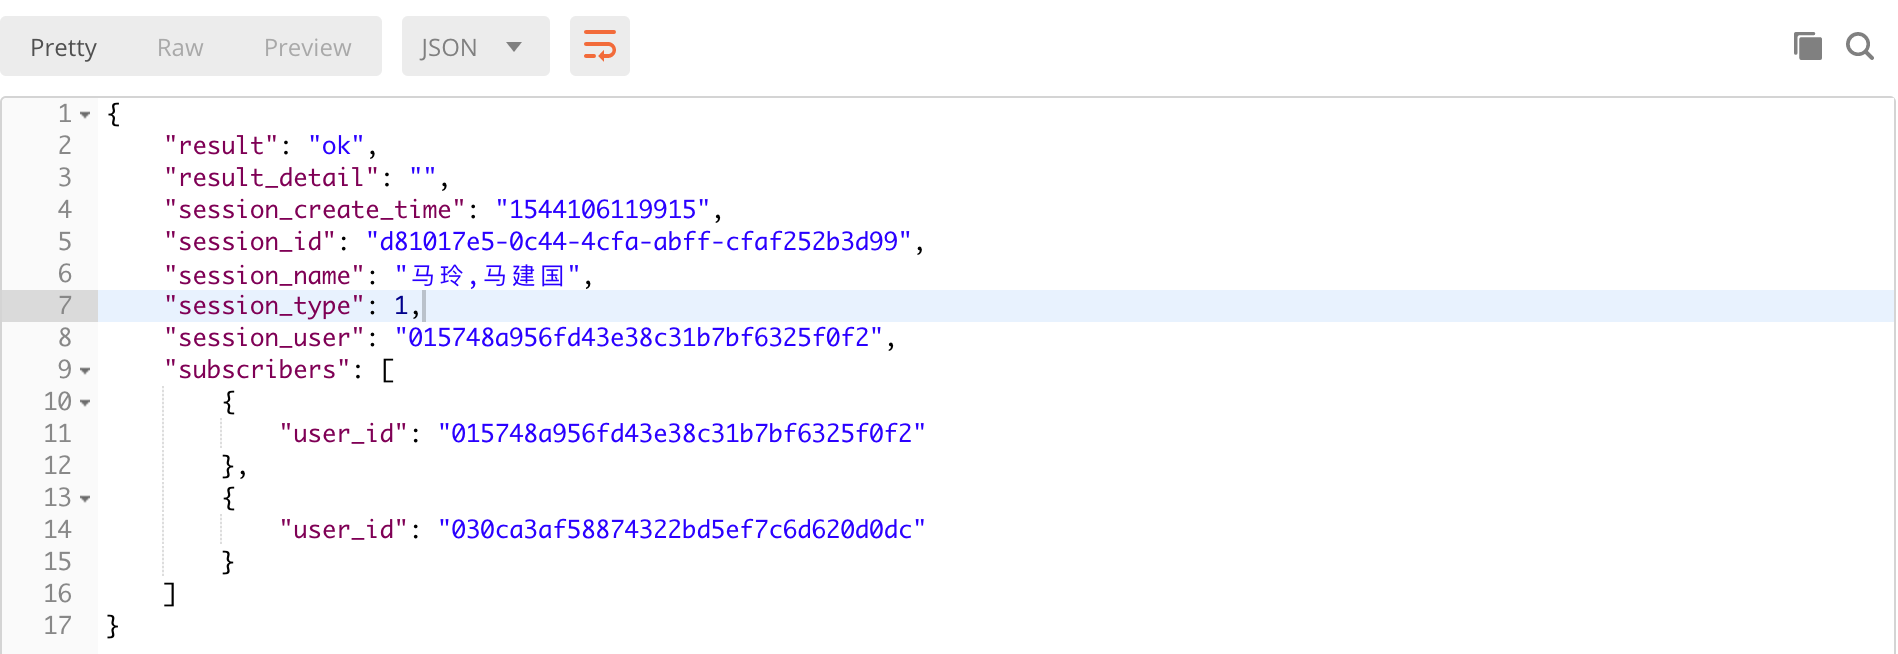 Pretty Raw Preview JSON
1 {
2 "result": "ok",
3 "result_detail": "",
4 "session_create_time": "1544106119915",
5 "session_id": "d81017e5-0c44-4cfa-abff-cfaf252b3d99",
6 "session_name": "马玲,马建国",
7 "session_type": 1,
8 "session_user": "015748a956fd43e38c31b7bf6325f0f2",
9 "subscribers": [
10 {
11 "user_id": "015748a956fd43e38c31b7bf6325f0f2"
12 },
13 {
14 "user_id": "030ca3af58874322bd5ef7c6d620d0dc"
15 }
16 ]
17 }